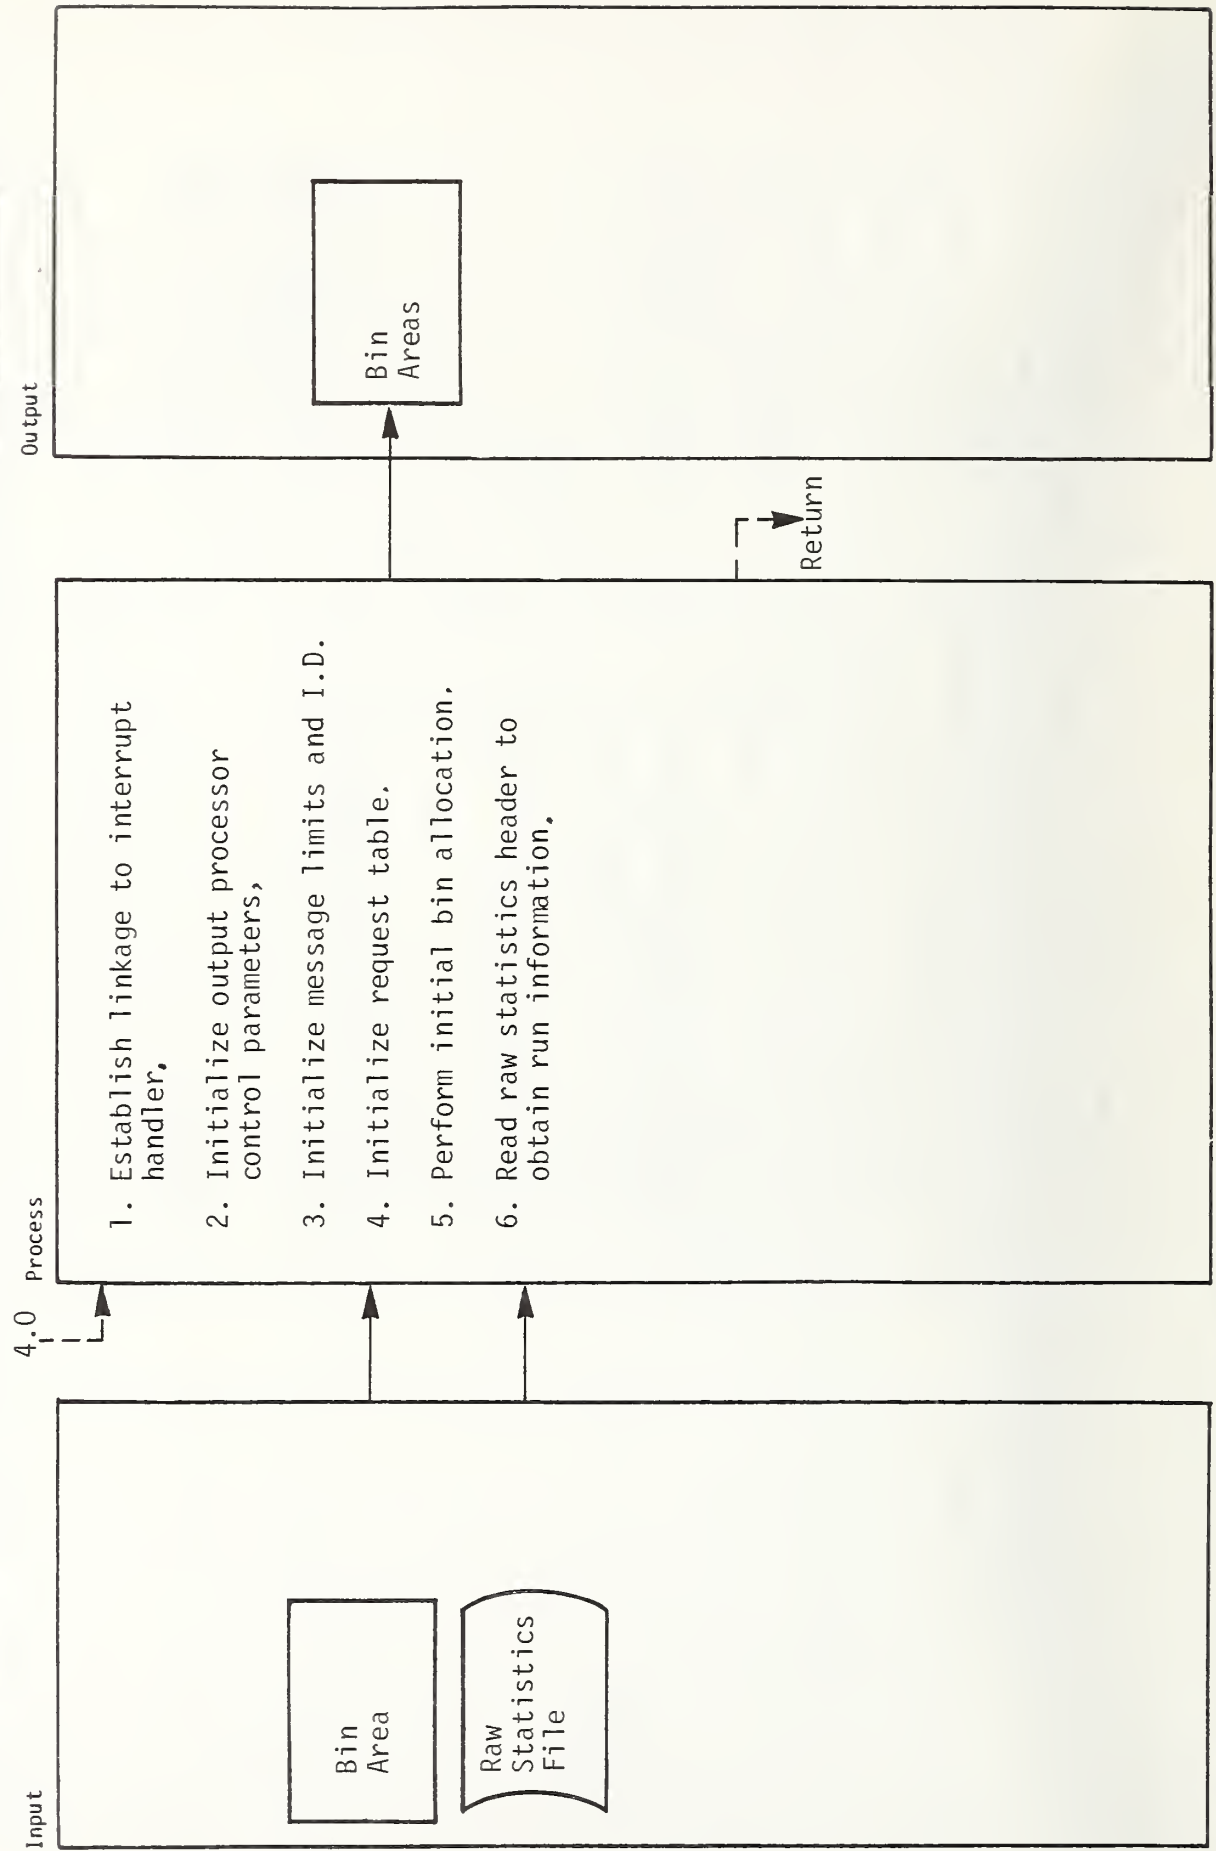 Input
Bin
Area
Raw
Statistics
File
4.0
Process
1. Establish linkage to interrupt
handler.
2. Initialize output processor
control parameters,
3. Initialize message limits and I.D.
4. Initialize request table.
5. Perform initial bin allocation.
6. Read raw statistics header to
obtain run information.
Return
Output
Bin
Areas